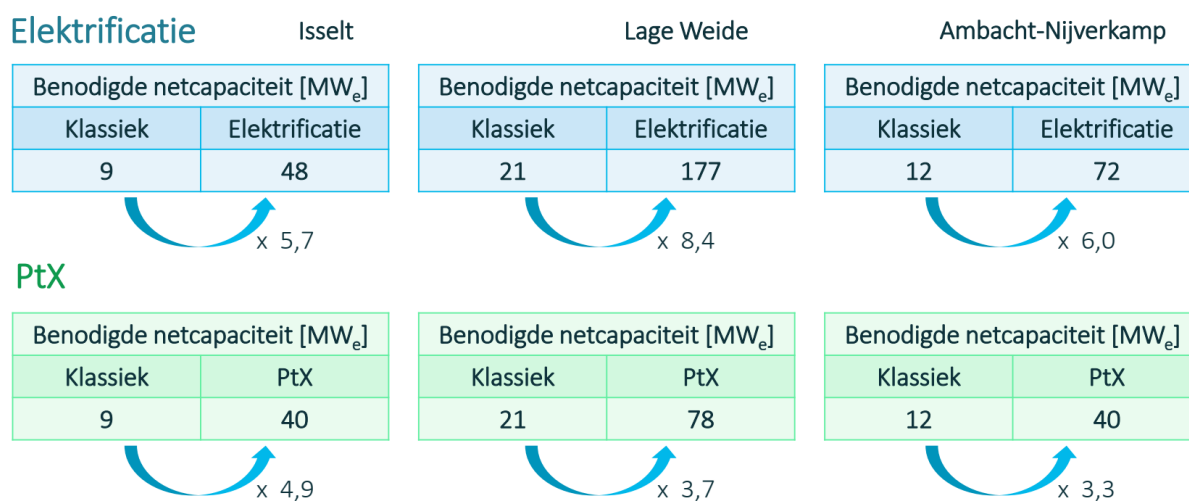 Elektrificatie Isselt Lage Weide Ambacht-Nijverkamp
Benodigde netcapaciteit [MWe] Benodigde netcapaciteit [MWe] Benodigde netcapaciteit [MWe]
Klassiek Elektrificatie Klassiek Elektrificatie Klassiek Elektrificatie
9 48 21 177 12 72
x 5,7 x 8,4 x 6,0
PtX
Benodigde netcapaciteit [MWe] Benodigde netcapaciteit [MWe] Benodigde netcapaciteit [MWe]
Klassiek PtX Klassiek PtX Klassiek PtX
9 40 21 78 12 40
x 4,9 x 3,7 x 3,3